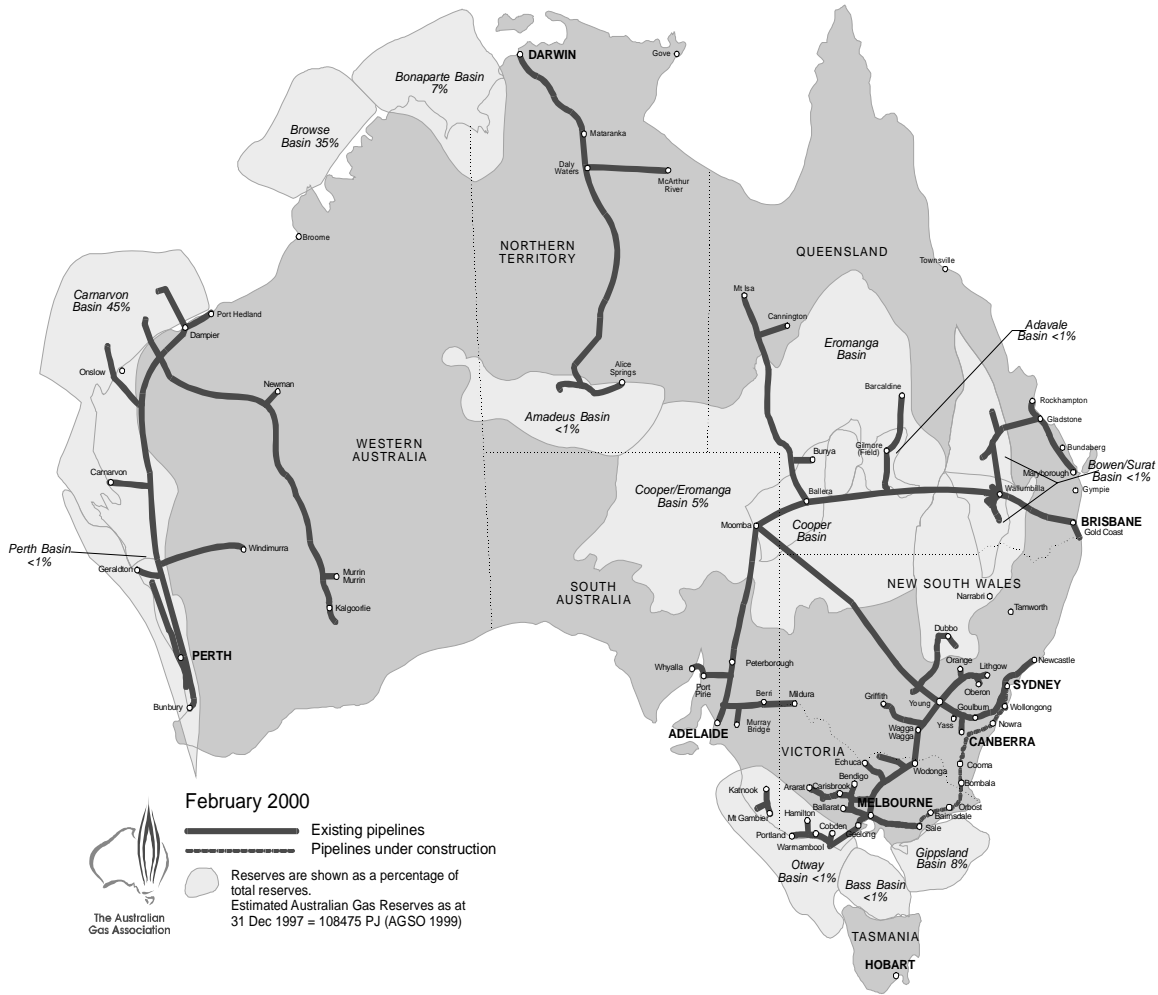 DARWIN
Gove
Bonaparte Basin
7%
Browse
Basin 35%
Mataranka
Daly
Waters
McArthur
River
Broome
NORTHERN
TERRITORY
QUEENSLAND
Townsville
Carnarvon
Basin 45%
Mt Isa
Port Hedland
Cannington
Dampier
Adavale
Basin <1%
Eromanga
Basin
Onslow
Newman
Alice
Springs
Barcaldine
Rockhampton
Amadeus Basin
<1%
Gladstone
WESTERN
AUSTRALIA
Gilmore
(Field)
Bunya
Bundaberg
Carnarvon
Maryborough
Bowen/Surat
Basin <1%
Cooper/Eromanga
Basin 5%
Ballera
Wallumbilla
Gympie
Moomba
Cooper
Basin
BRISBANE
Gold Coast
Perth Basin
<1%
Windimurra
Geraldton
Murrin
Murrin
SOUTH
AUSTRALIA
NEW SOUTH WALES
Narrabri
Kalgoorlie
Tamworth
Dubbo
PERTH
Whyalla
Peterborough
Orange
Lithgow
Newcastle
Port
Pirie
Oberon
SYDNEY
Bunbury
Berri
Mildura
Griffith
Young
Goulburn
Wollongong
Murray
Bridge
Wagga
Wagga
Yass
Nowra
ADELAIDE
CANBERRA
VICTORIA
Echuca
Cooma
Wodonga
Bendigo
Bombala
Katnook
Ararat
Carisbrook
MELBOURNE
Ballarat
Orbost
Bairnsdale
Mt Gambier
Hamilton
Cobden
Geelong
Sale
Portland
Warrnambool
Gippsland
Basin 8%
Otway
Basin <1%
Bass Basin
<1%
TASMANIA
HOBART
February 2000
Existing pipelines
Pipelines under construction
Reserves are shown as a percentage of
total reserves.
Estimated Australian Gas Reserves as at
31 Dec 1997 = 108475 PJ (AGSO 1999)
The Australian
Gas Association